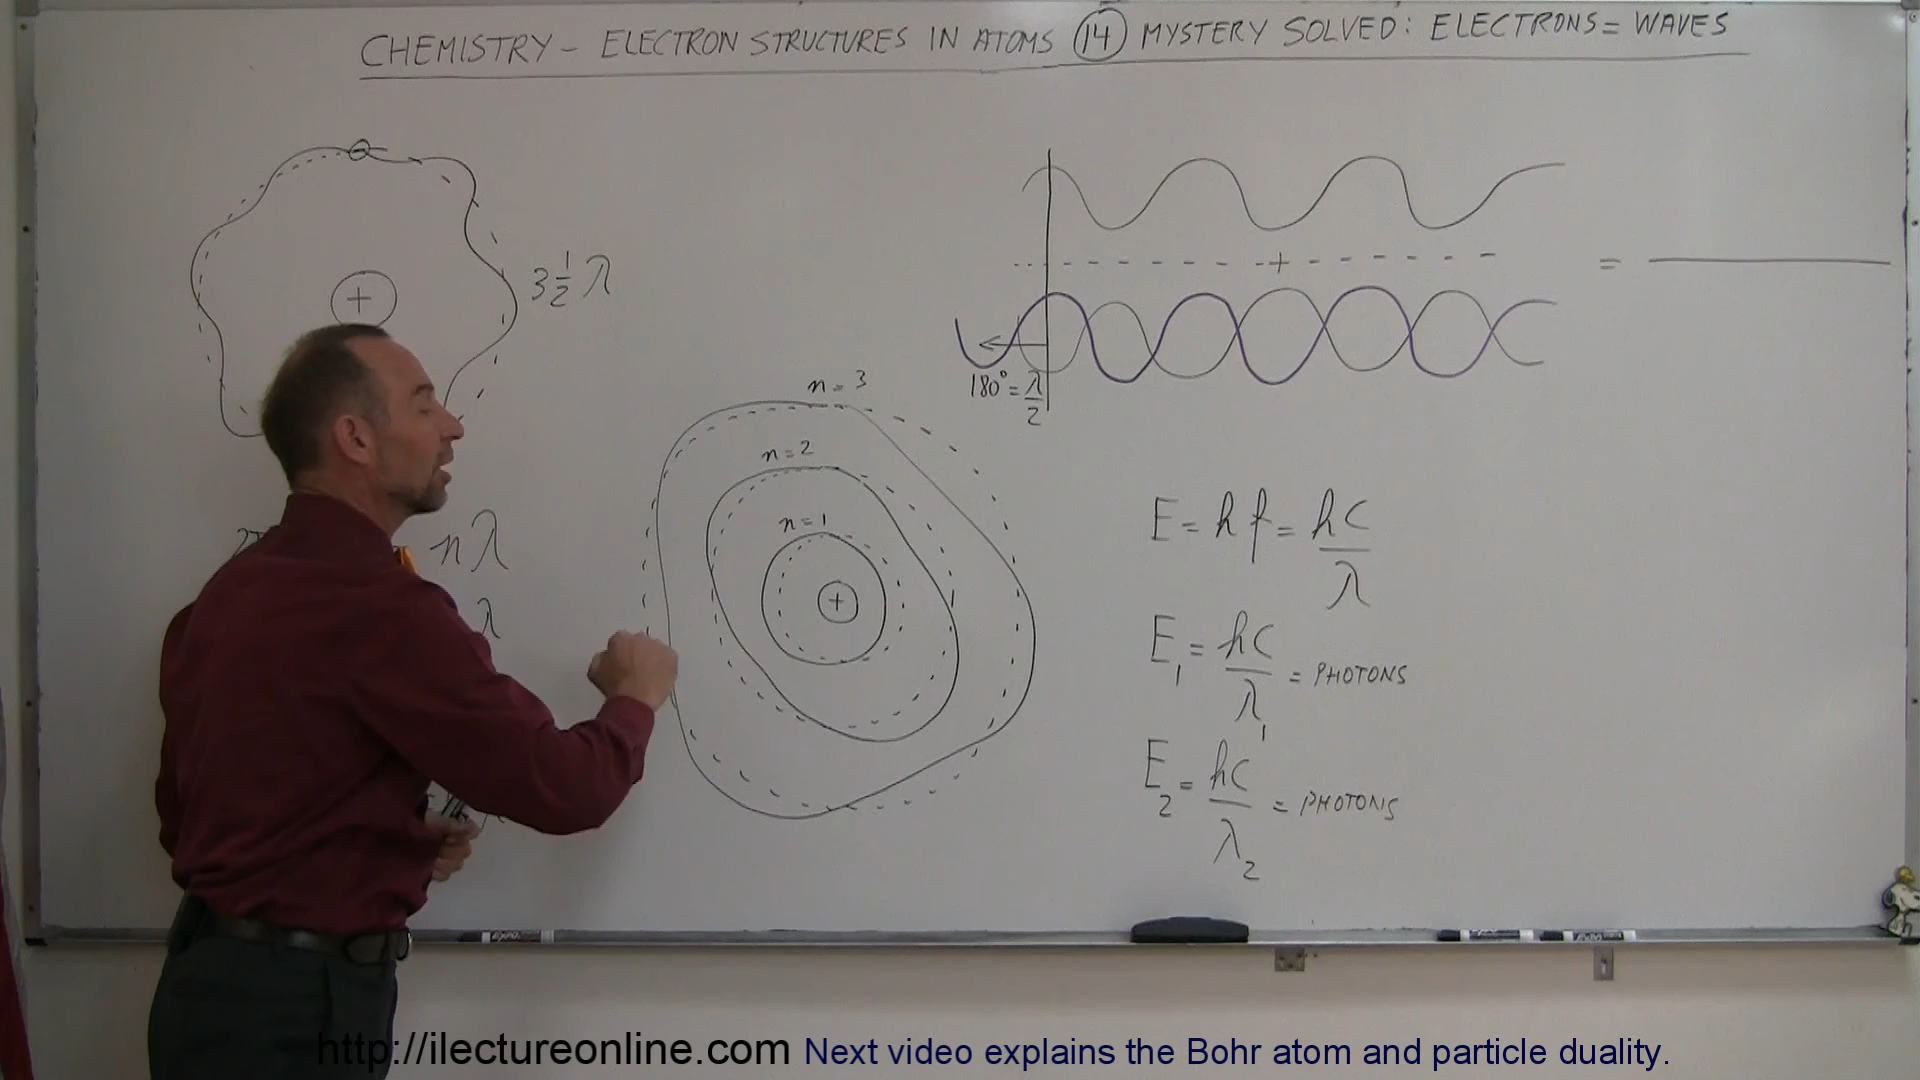 CHEMISTRY - ELECTRON STRUCTURES IN ATOMS 14 MYSTERY SOLVED: ELECTRONS = WAVES
3 1/2 λ
+
+ =
180° = λ/2
n = 3
n = 2
n = 1
+
nλ
λ
E = hf = hc/λ
E₁ = hc/λ₁ = PHOTONS
E₂ = hc/λ₂ = PHOTONS
http://ilectureonline.com Next video explains the Bohr atom and particle duality.